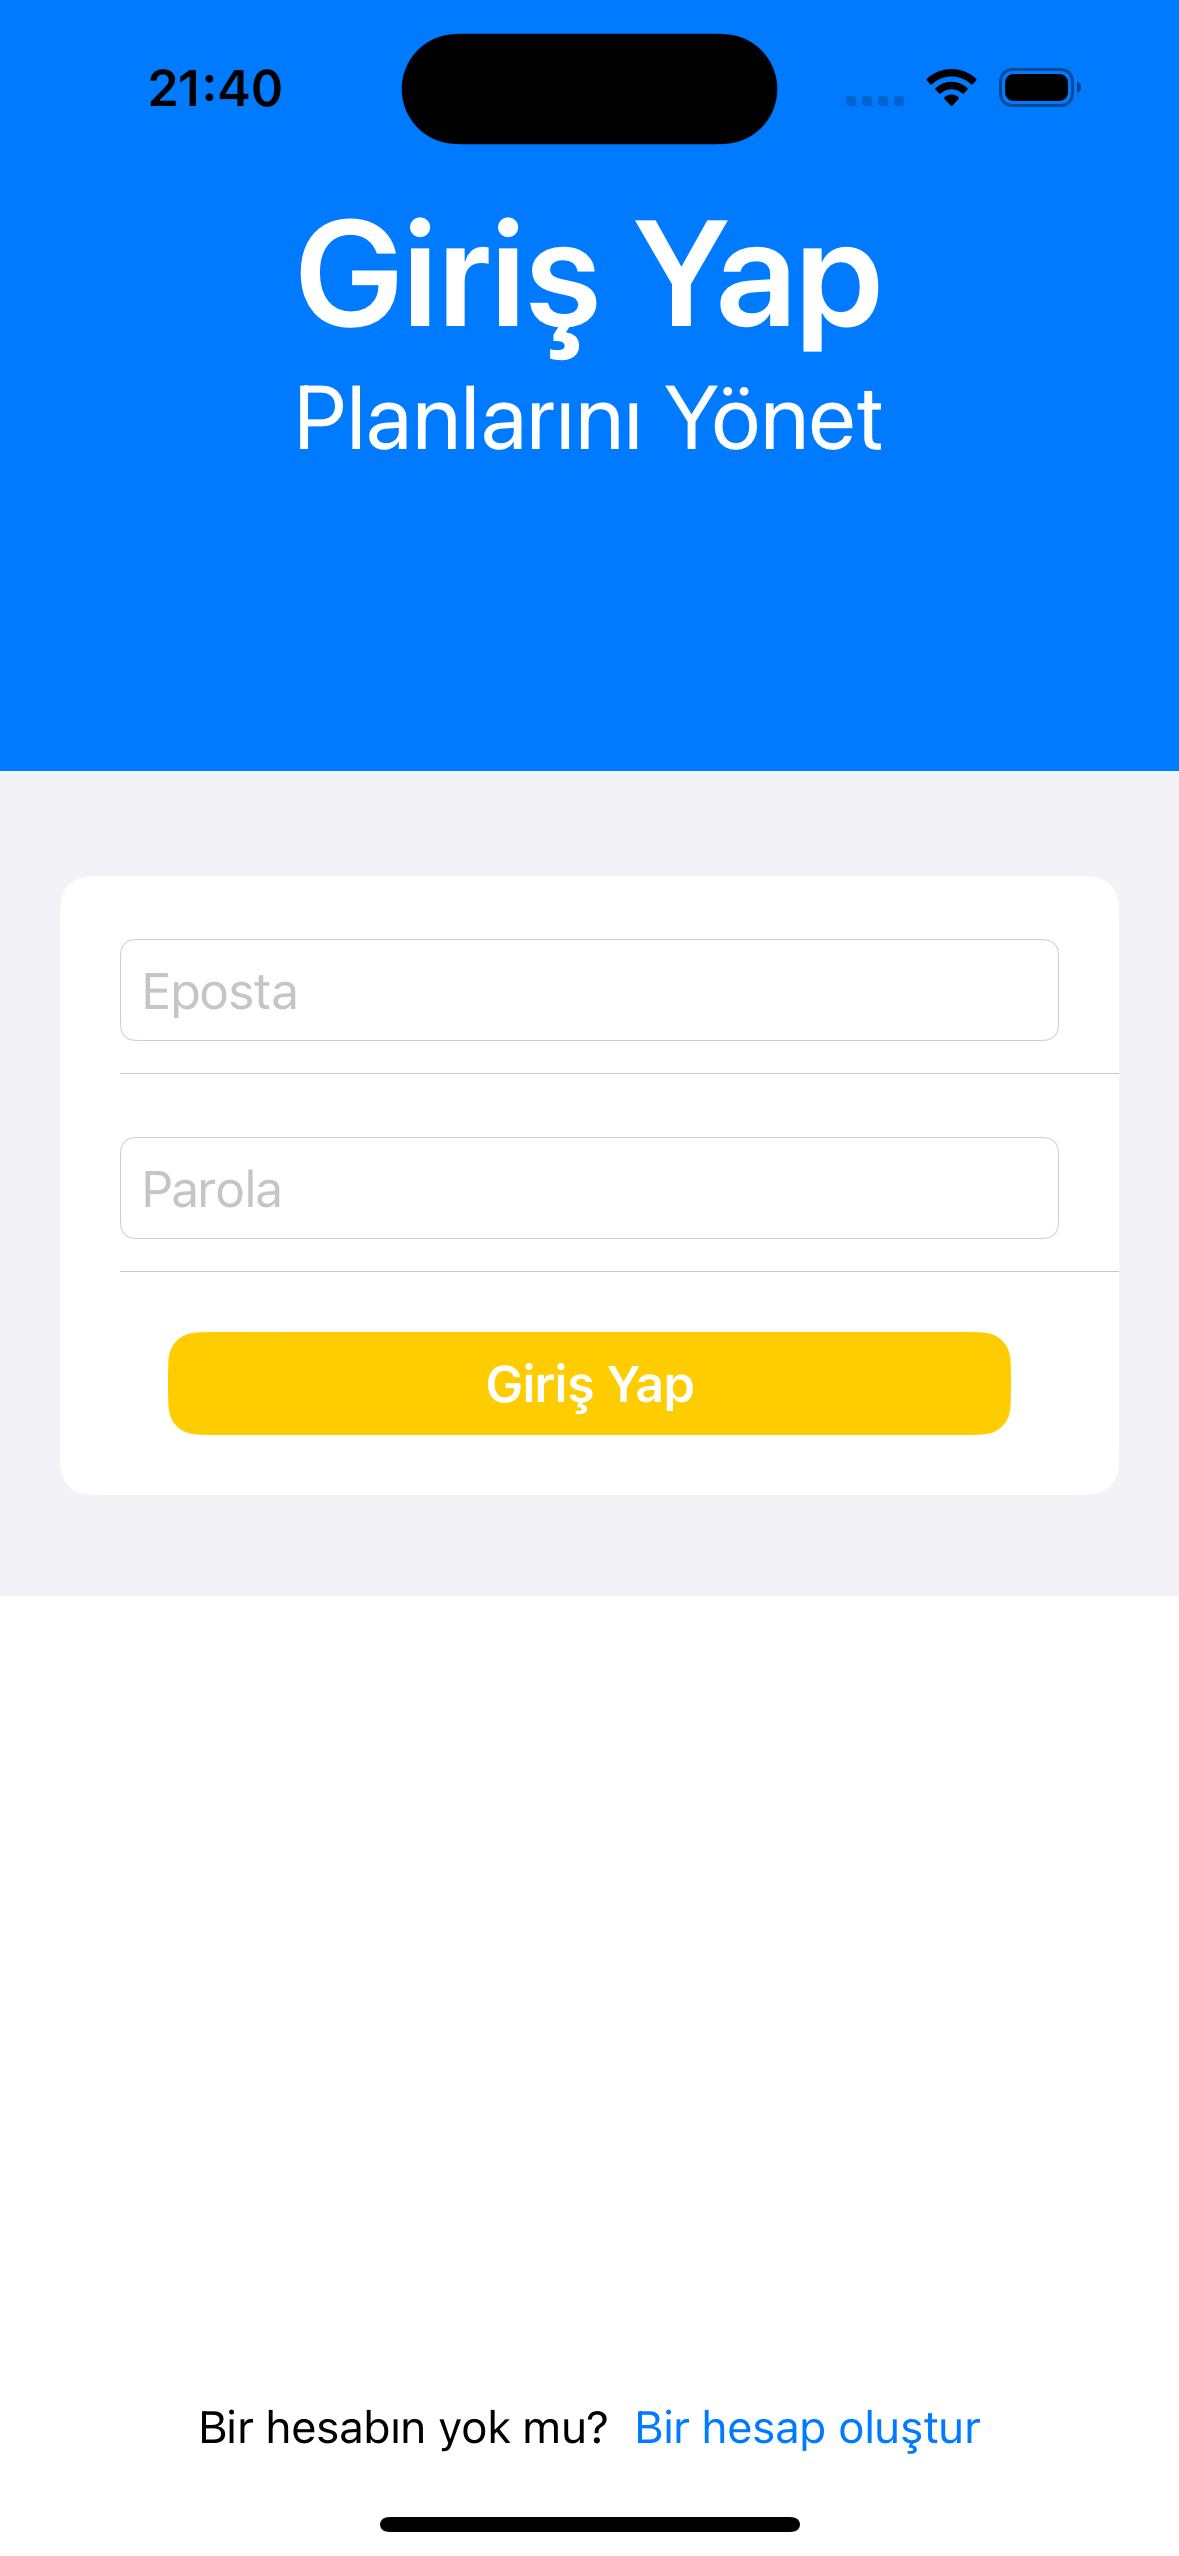 21:40
Giriş Yap
Planlarını Yönet
Eposta
Parola
Giriş Yap
Bir hesabın yok mu? Bir hesap oluştur